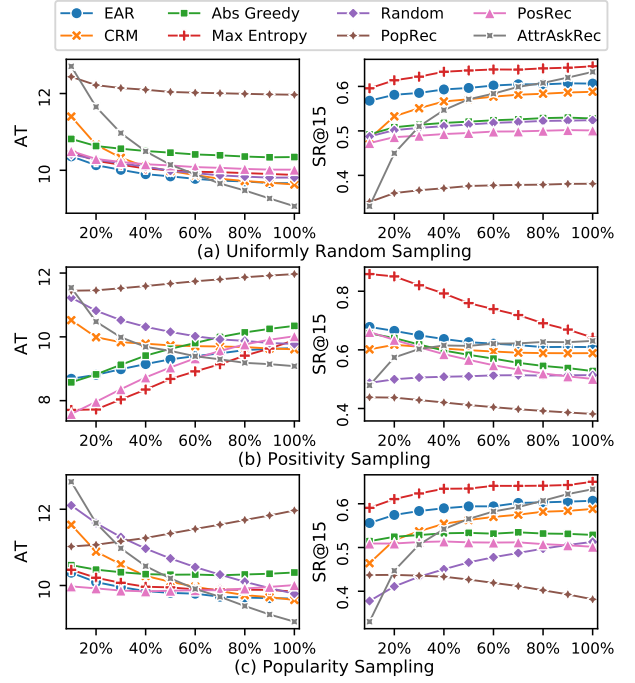 EAR Abs Greedy Random PosRec
CRM Max Entropy PopRec AttrAskRec
AT
12
10
20% 40% 60% 80% 100%
SR@15
0.6
0.5
0.4
20% 40% 60% 80% 100%
(a) Uniformly Random Sampling
AT
12
10
8
20% 40% 60% 80% 100%
SR@15
0.8
0.6
0.4
20% 40% 60% 80% 100%
(b) Positivity Sampling
AT
12
10
20% 40% 60% 80% 100%
SR@15
0.6
0.5
0.4
20% 40% 60% 80% 100%
(c) Popularity Sampling